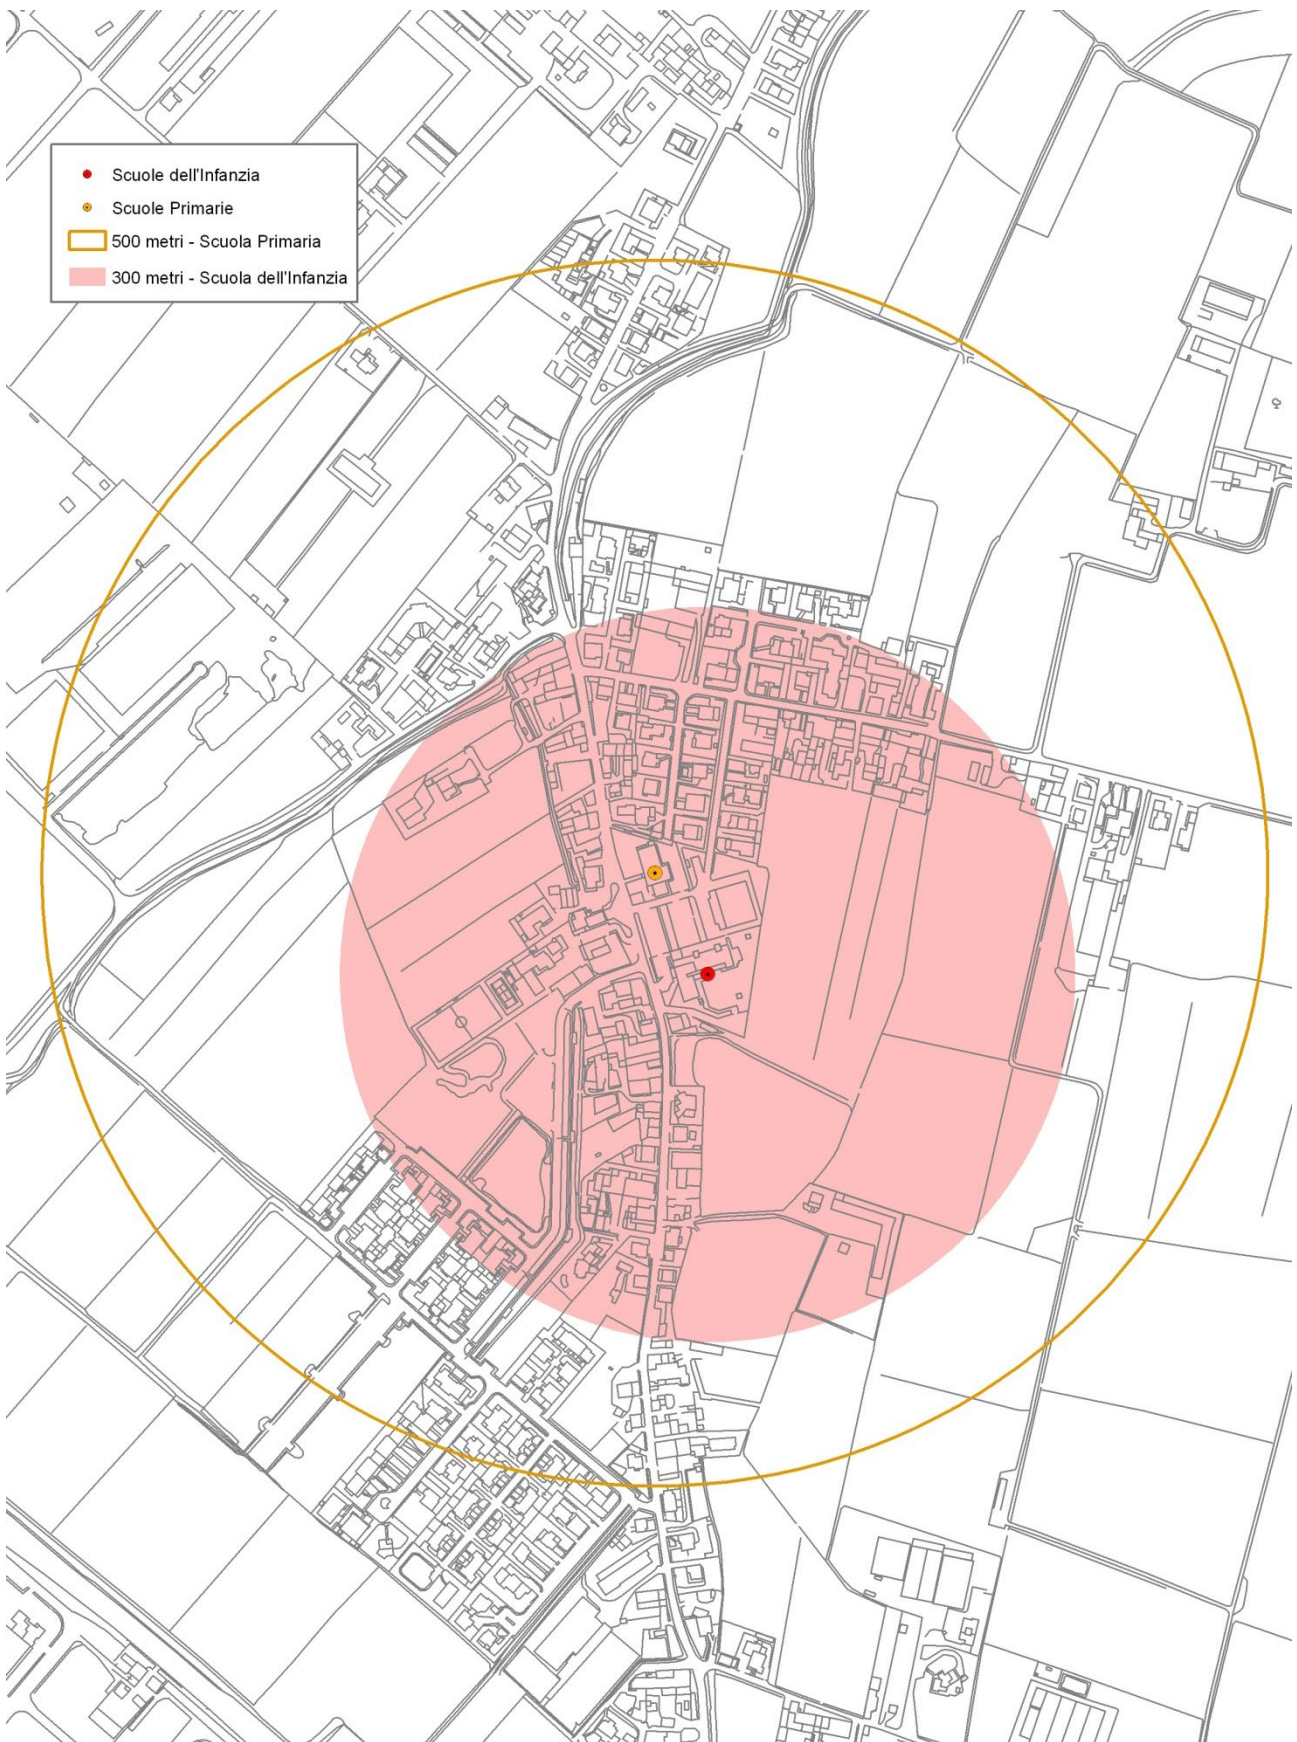 Scuole dell'Infanzia
Scuole Primarie
500 metri - Scuola Primaria
300 metri - Scuola dell'Infanzia